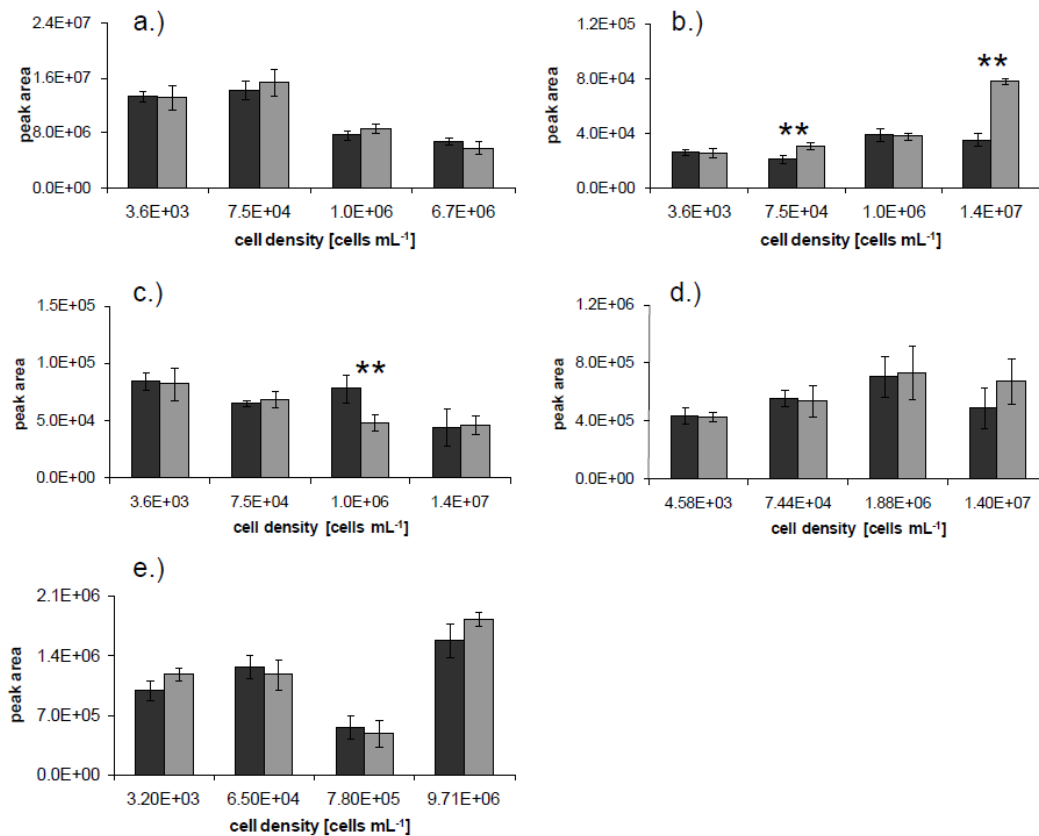 a.)
2.4E+07
1.6E+07
8.0E+06
0.0E+00
peak area
3.6E+03 7.5E+04 1.0E+06 6.7E+06
cell density [cells mL⁻¹]
b.)
1.2E+05
8.0E+04
4.0E+04
0.0E+00
peak area
**
**
3.6E+03 7.5E+04 1.0E+06 1.4E+07
cell density [cells mL⁻¹]
c.)
1.5E+05
1.0E+05
5.0E+04
0.0E+00
peak area
**
3.6E+03 7.5E+04 1.0E+06 1.4E+07
cell density [cells mL⁻¹]
d.)
1.2E+06
8.0E+05
4.0E+05
0.0E+00
peak area
4.58E+03 7.44E+04 1.88E+06 1.40E+07
cell density [cells mL⁻¹]
e.)
2.1E+06
1.4E+06
7.0E+05
0.0E+00
peak area
3.20E+03 6.50E+04 7.80E+05 9.71E+06
cell density [cells mL⁻¹]